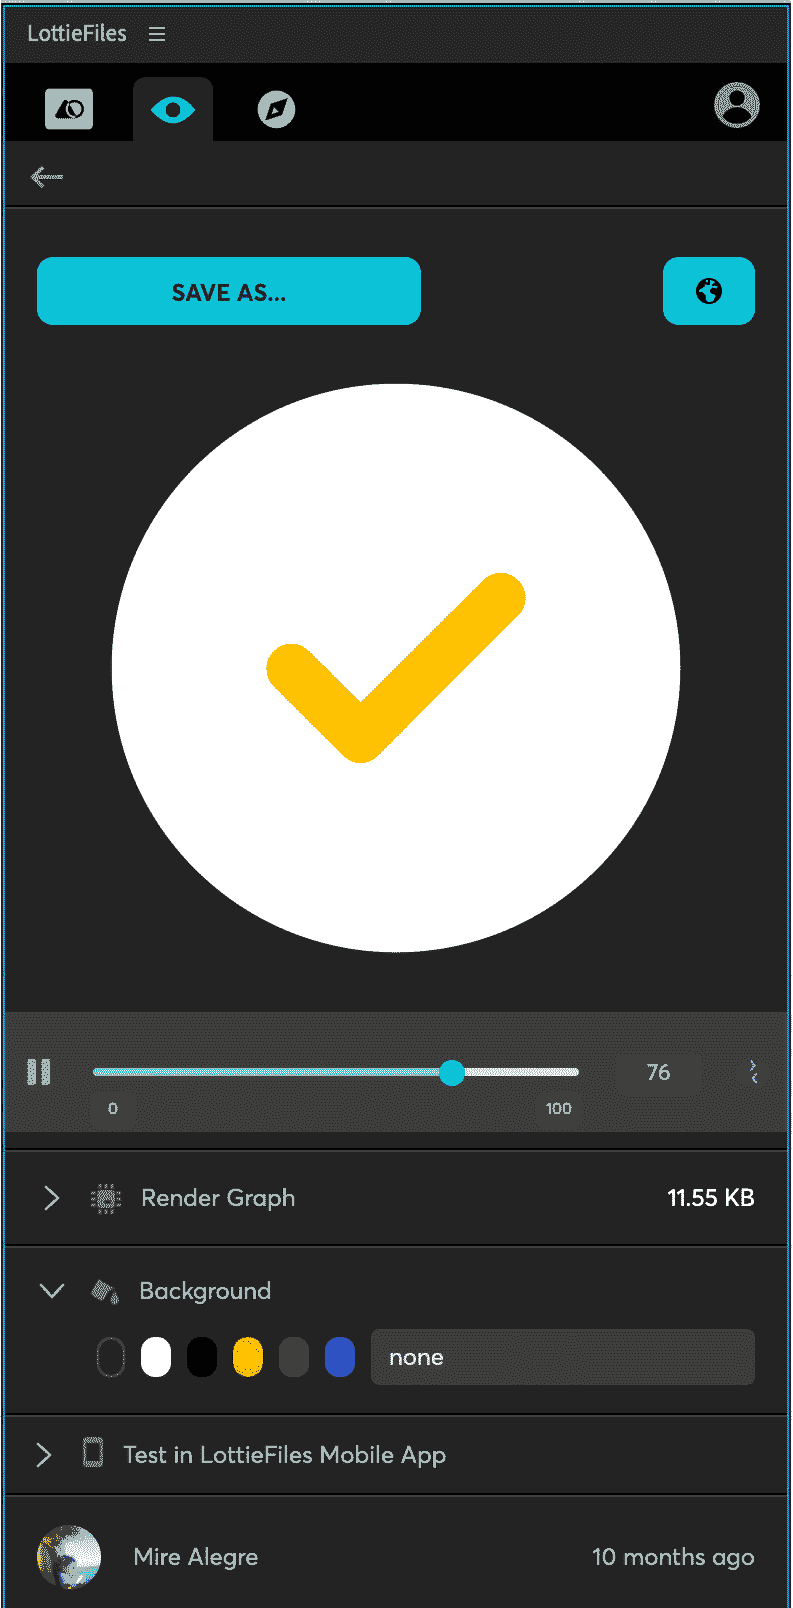 LottieFiles
SAVE AS...
76
0
100
Render Graph
11.55 KB
Background
none
Test in LottieFiles Mobile App
Mire Alegre
10 months ago